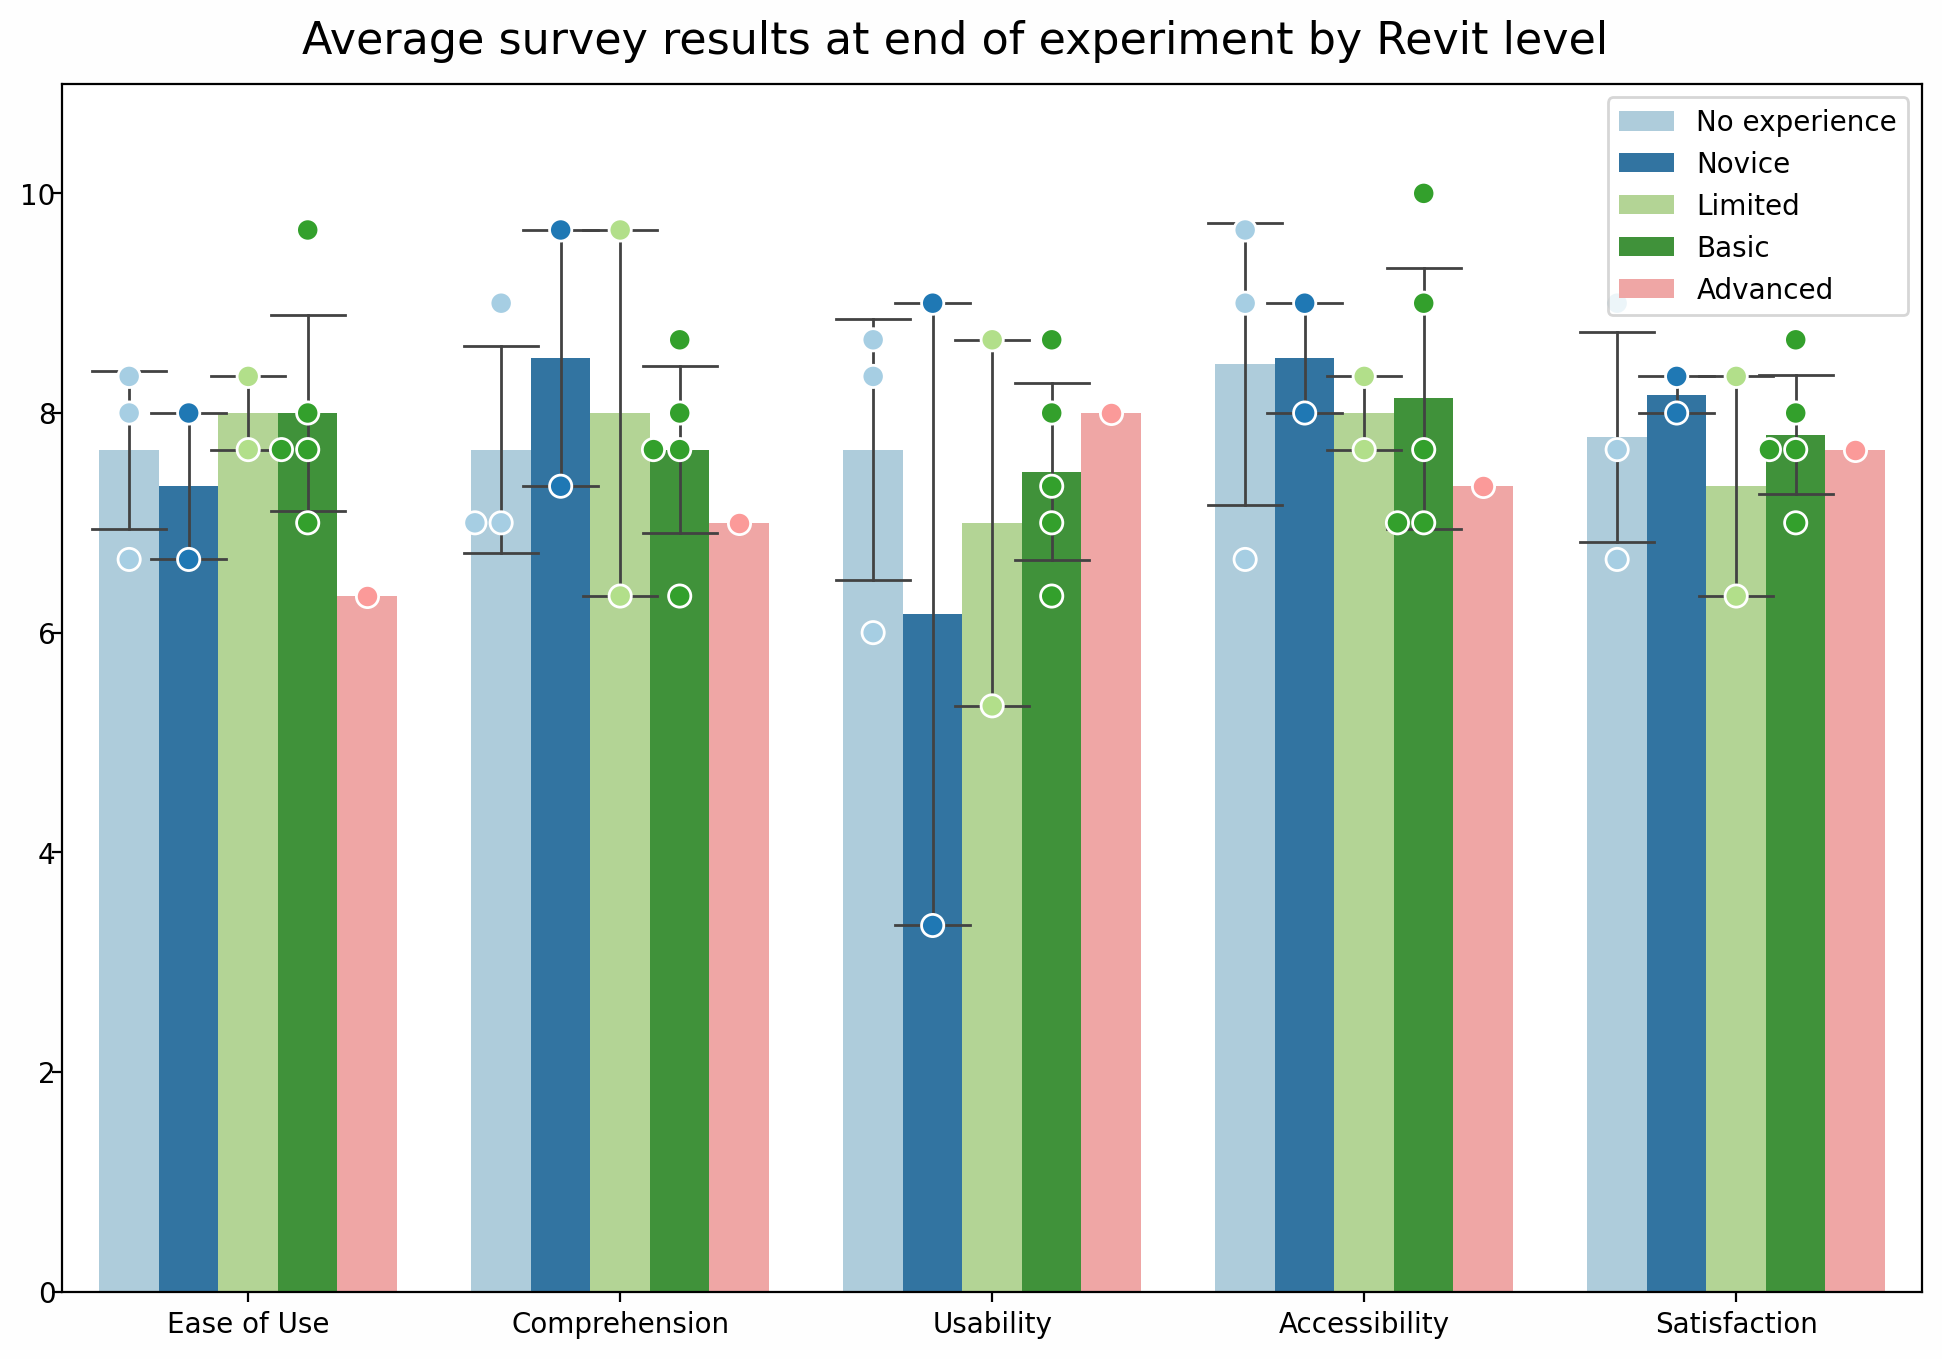 Average survey results at end of experiment by Revit level
No experience
Novice
Limited
Basic
Advanced
10
8
6
4
2
0
Ease of Use
Comprehension
Usability
Accessibility
Satisfaction